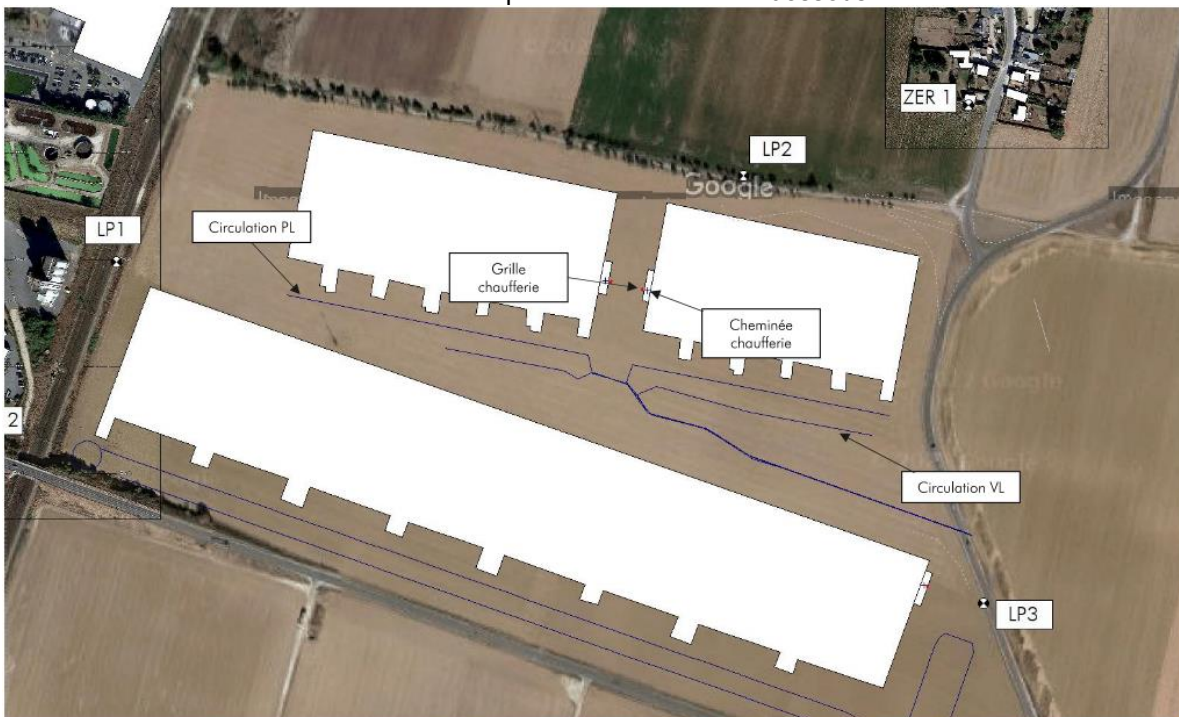 ZER 1
LP2
Google
LP1
Circulation PL
Grille
chaufferie
Cheminée
chaufferie
2
Circulation VL
LP3